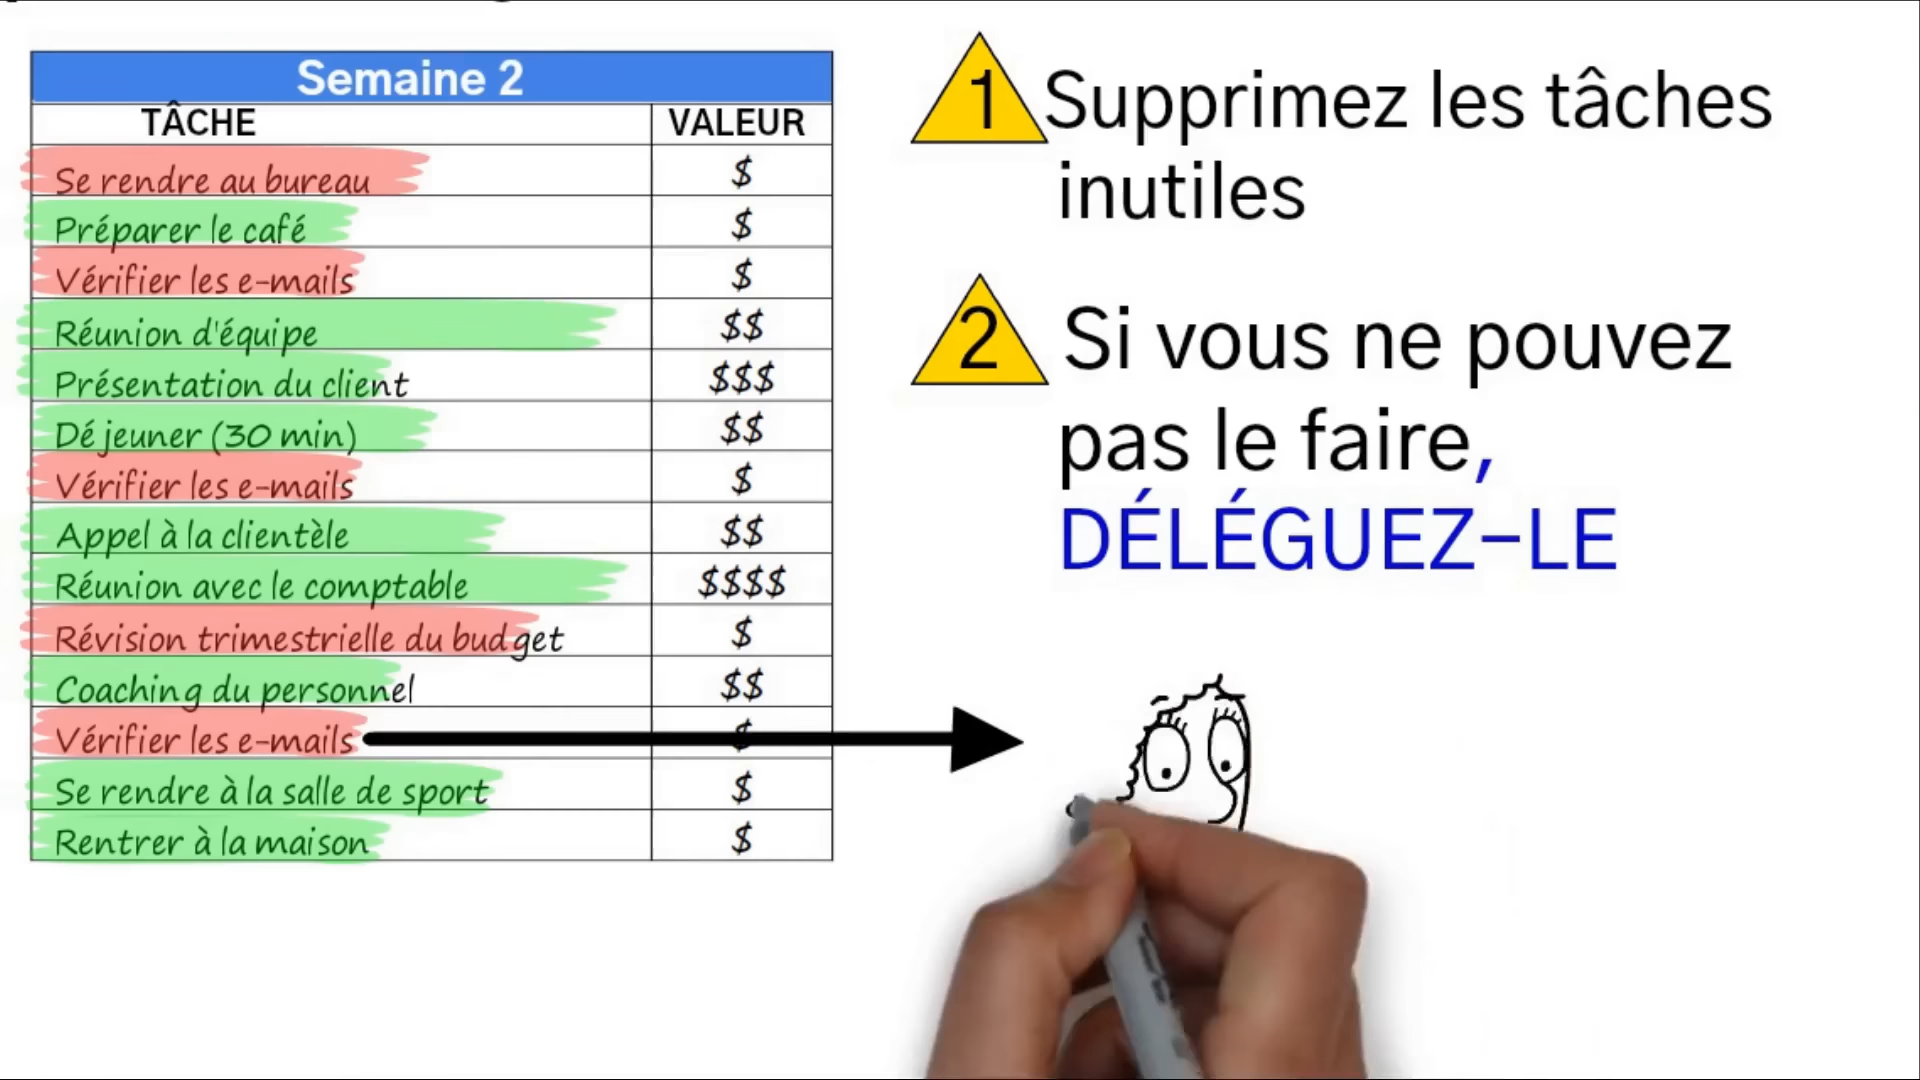 Semaine 2
TÂCHE VALEUR
Se rendre au bureau $
Préparer le café $
Vérifier les e-mails $
Réunion d'équipe $$
Présentation du client $$$
Déjeuner (30 min) $$
Vérifier les e-mails $
Appel à la clientèle $$
Réunion avec le comptable $$$$
Révision trimestrielle du budget $
Coaching du personnel $$
Vérifier les e-mails $
Se rendre à la salle de sport $
Rentrer à la maison $
1 Supprimez les tâches
inutiles
2 Si vous ne pouvez
pas le faire,
DÉLÉGUEZ-LE